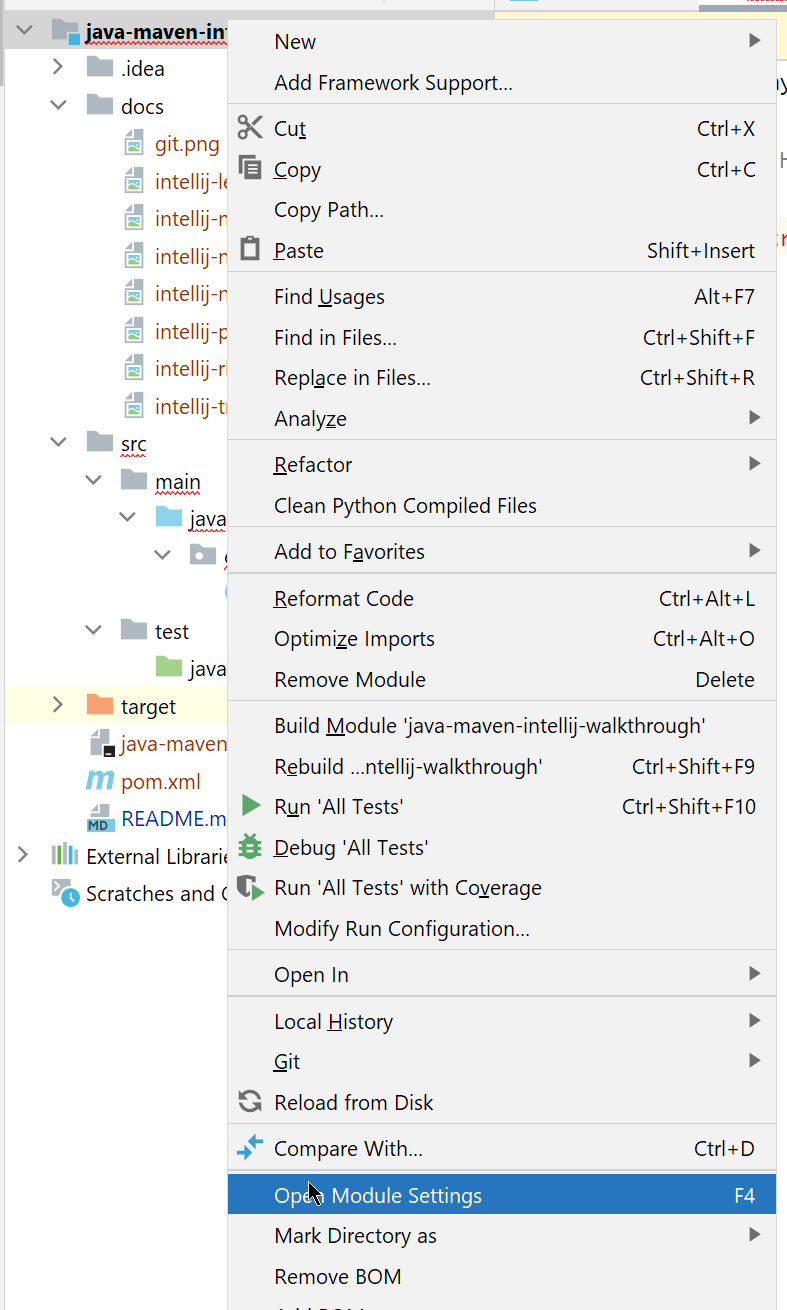 java-maven-in
.idea
docs
git.png
intellij-le
intellij-
intellij-
intellij-
intellij-p
intellij-ri
intellij-t
src
main
java
test
java
target
java-maven
pom.xml
MD README.m
External Librarie
Scratches and
New
Add Framework Support...
Cut Ctrl+X
Copy Ctrl+C
Copy Path...
Paste Shift+Insert
Find Usages Alt+F7
Find in Files... Ctrl+Shift+F
Replace in Files... Ctrl+Shift+R
Analyze
Refactor
Clean Python Compiled Files
Add to Favorites
Reformat Code Ctrl+Alt+L
Optimize Imports Ctrl+Alt+O
Remove Module Delete
Build Module 'java-maven-intellij-walkthrough'
Rebuild ...ntellij-walkthrough' Ctrl+Shift+F9
Run 'All Tests' Ctrl+Shift+F10
Debug 'All Tests'
Run 'All Tests' with Coverage
Modify Run Configuration...
Open In
Local History
Git
Reload from Disk
Compare With... Ctrl+D
Open Module Settings F4
Mark Directory as
Remove BOM